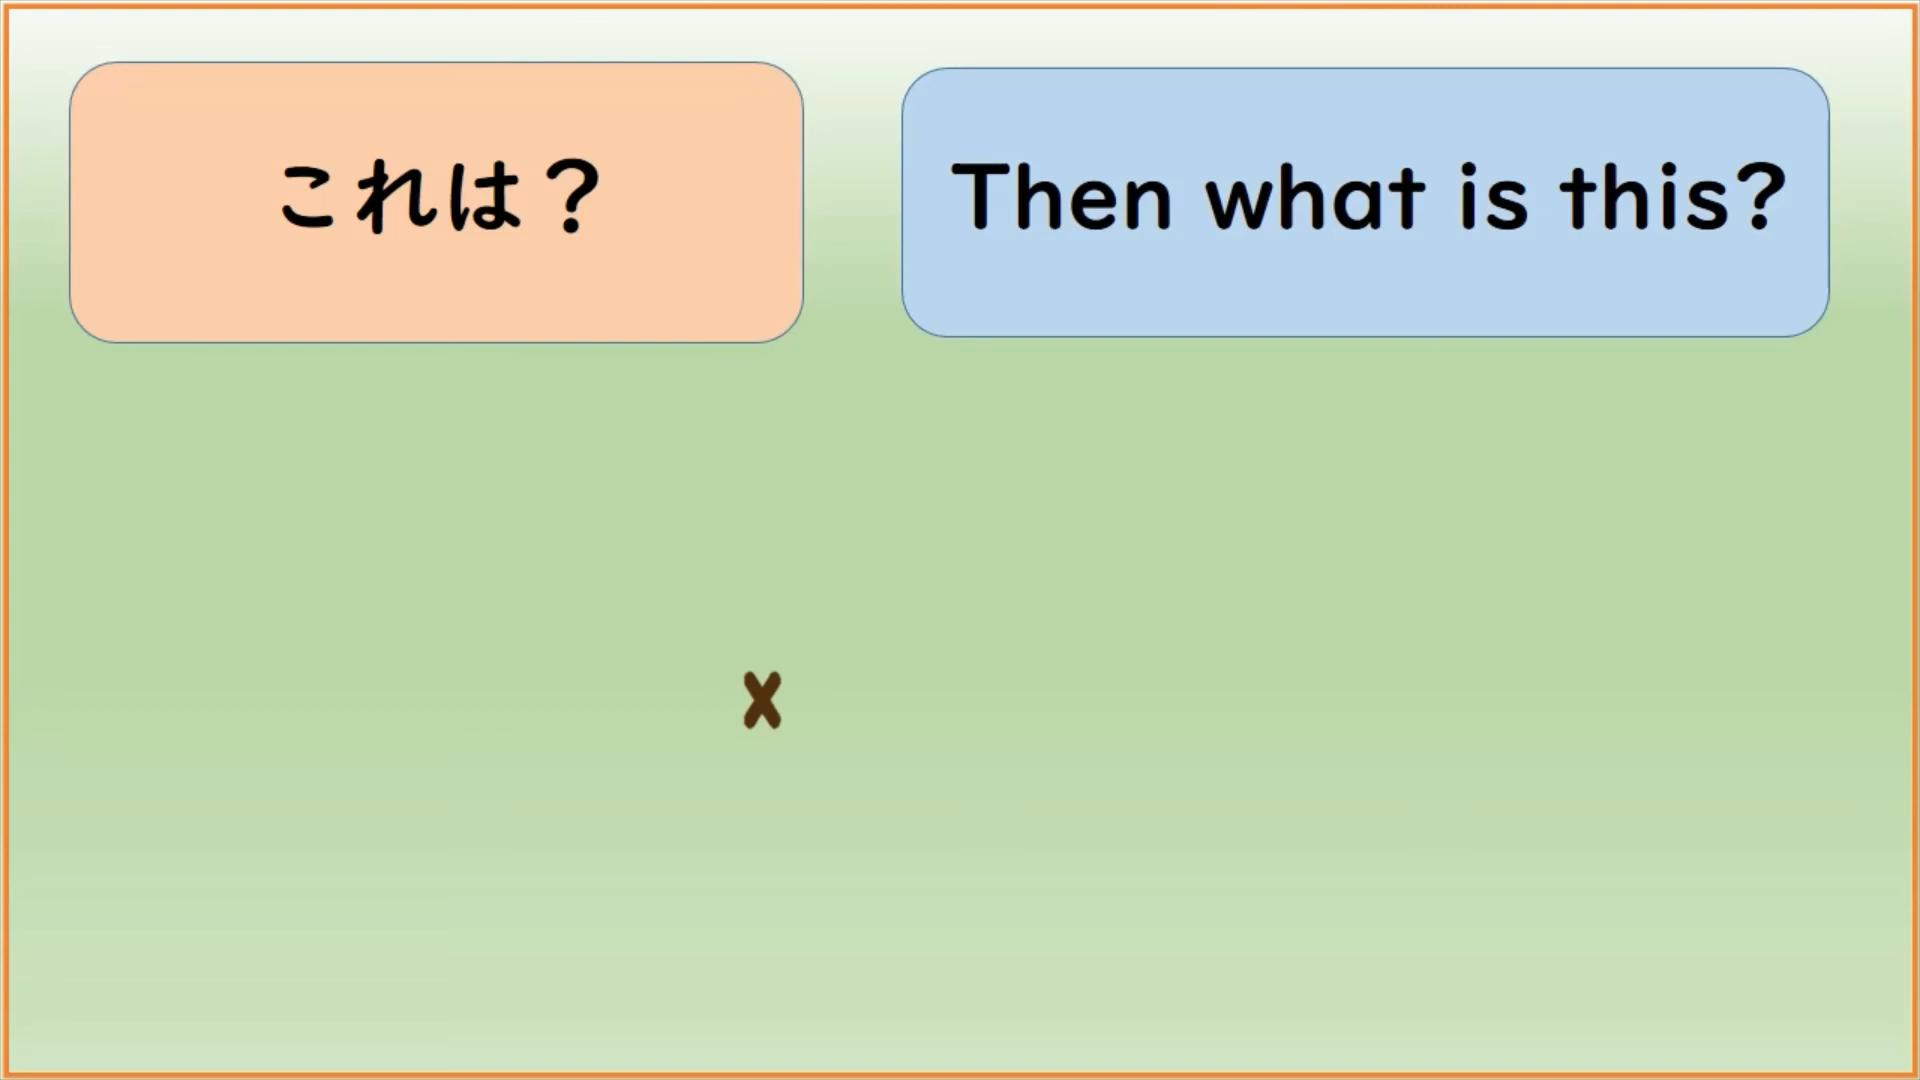 これは？
Then what is this?
x